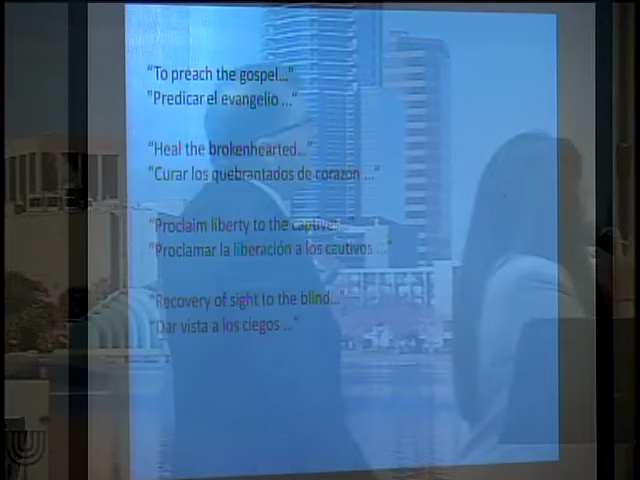 "To preach the gospel..."
"Predicar el evangelio ..."
"Heal the brokenhearted..."
"Curar los quebrantados de corazón ..."
"Proclaim liberty to the captives..."
"Proclamar la liberación a los cautivos ..."
"Recovery of sight to the blind..."
"Dar vista a los ciegos ..."